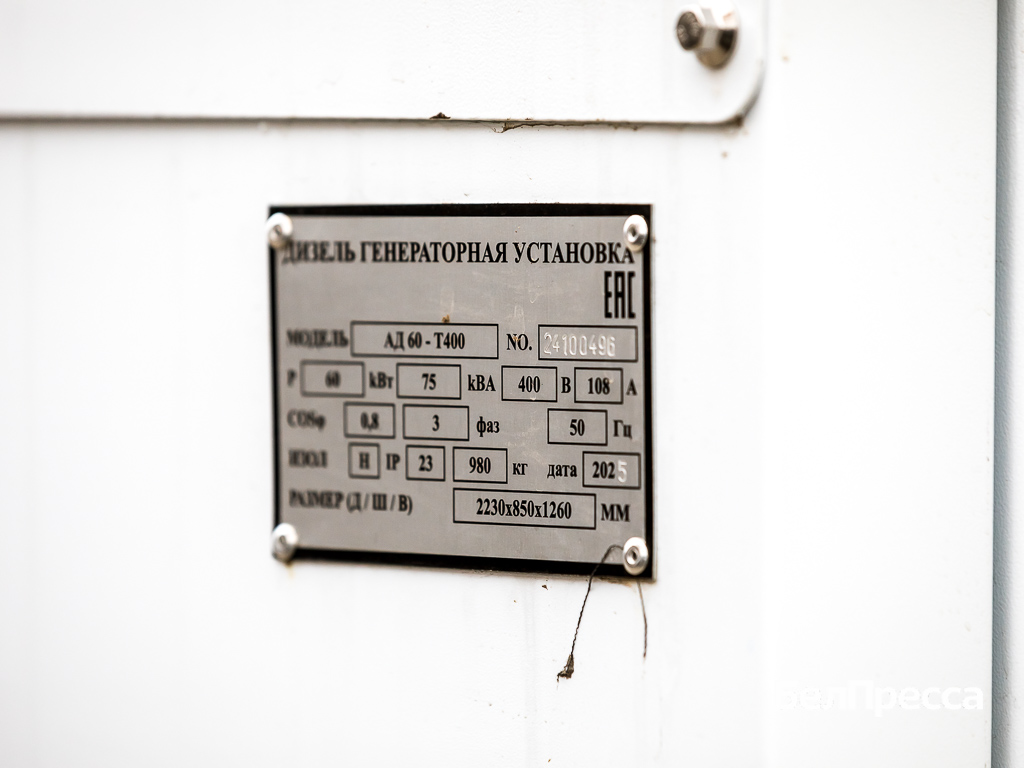 ДИЗЕЛЬ ГЕНЕРАТОРНАЯ УСТАНОВКА
EAC
МОДЕЛЬ АД 60 - Т400 NO. 24100496
P 60 kВт 75 kВА 400 В 108 А
COSφ 0,8 3 фаз 50 Гц
ИЗОЛ Н IP 23 980 кг дата 2025
РАЗМЕР (Д / Ш / В) 2230х850х1260 ММ
БелПресса